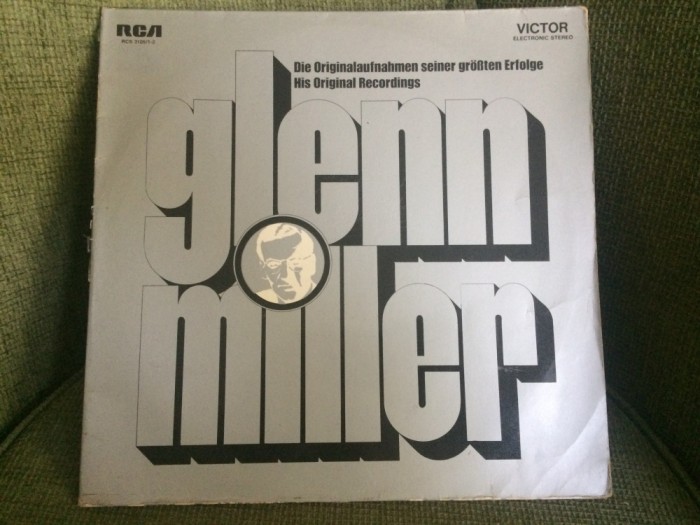 RCA
VICTOR
ELECTRONIC STEREO
Die Originalaufnahmen seiner größten Erfolge
His Original Recordings
glenn
miller